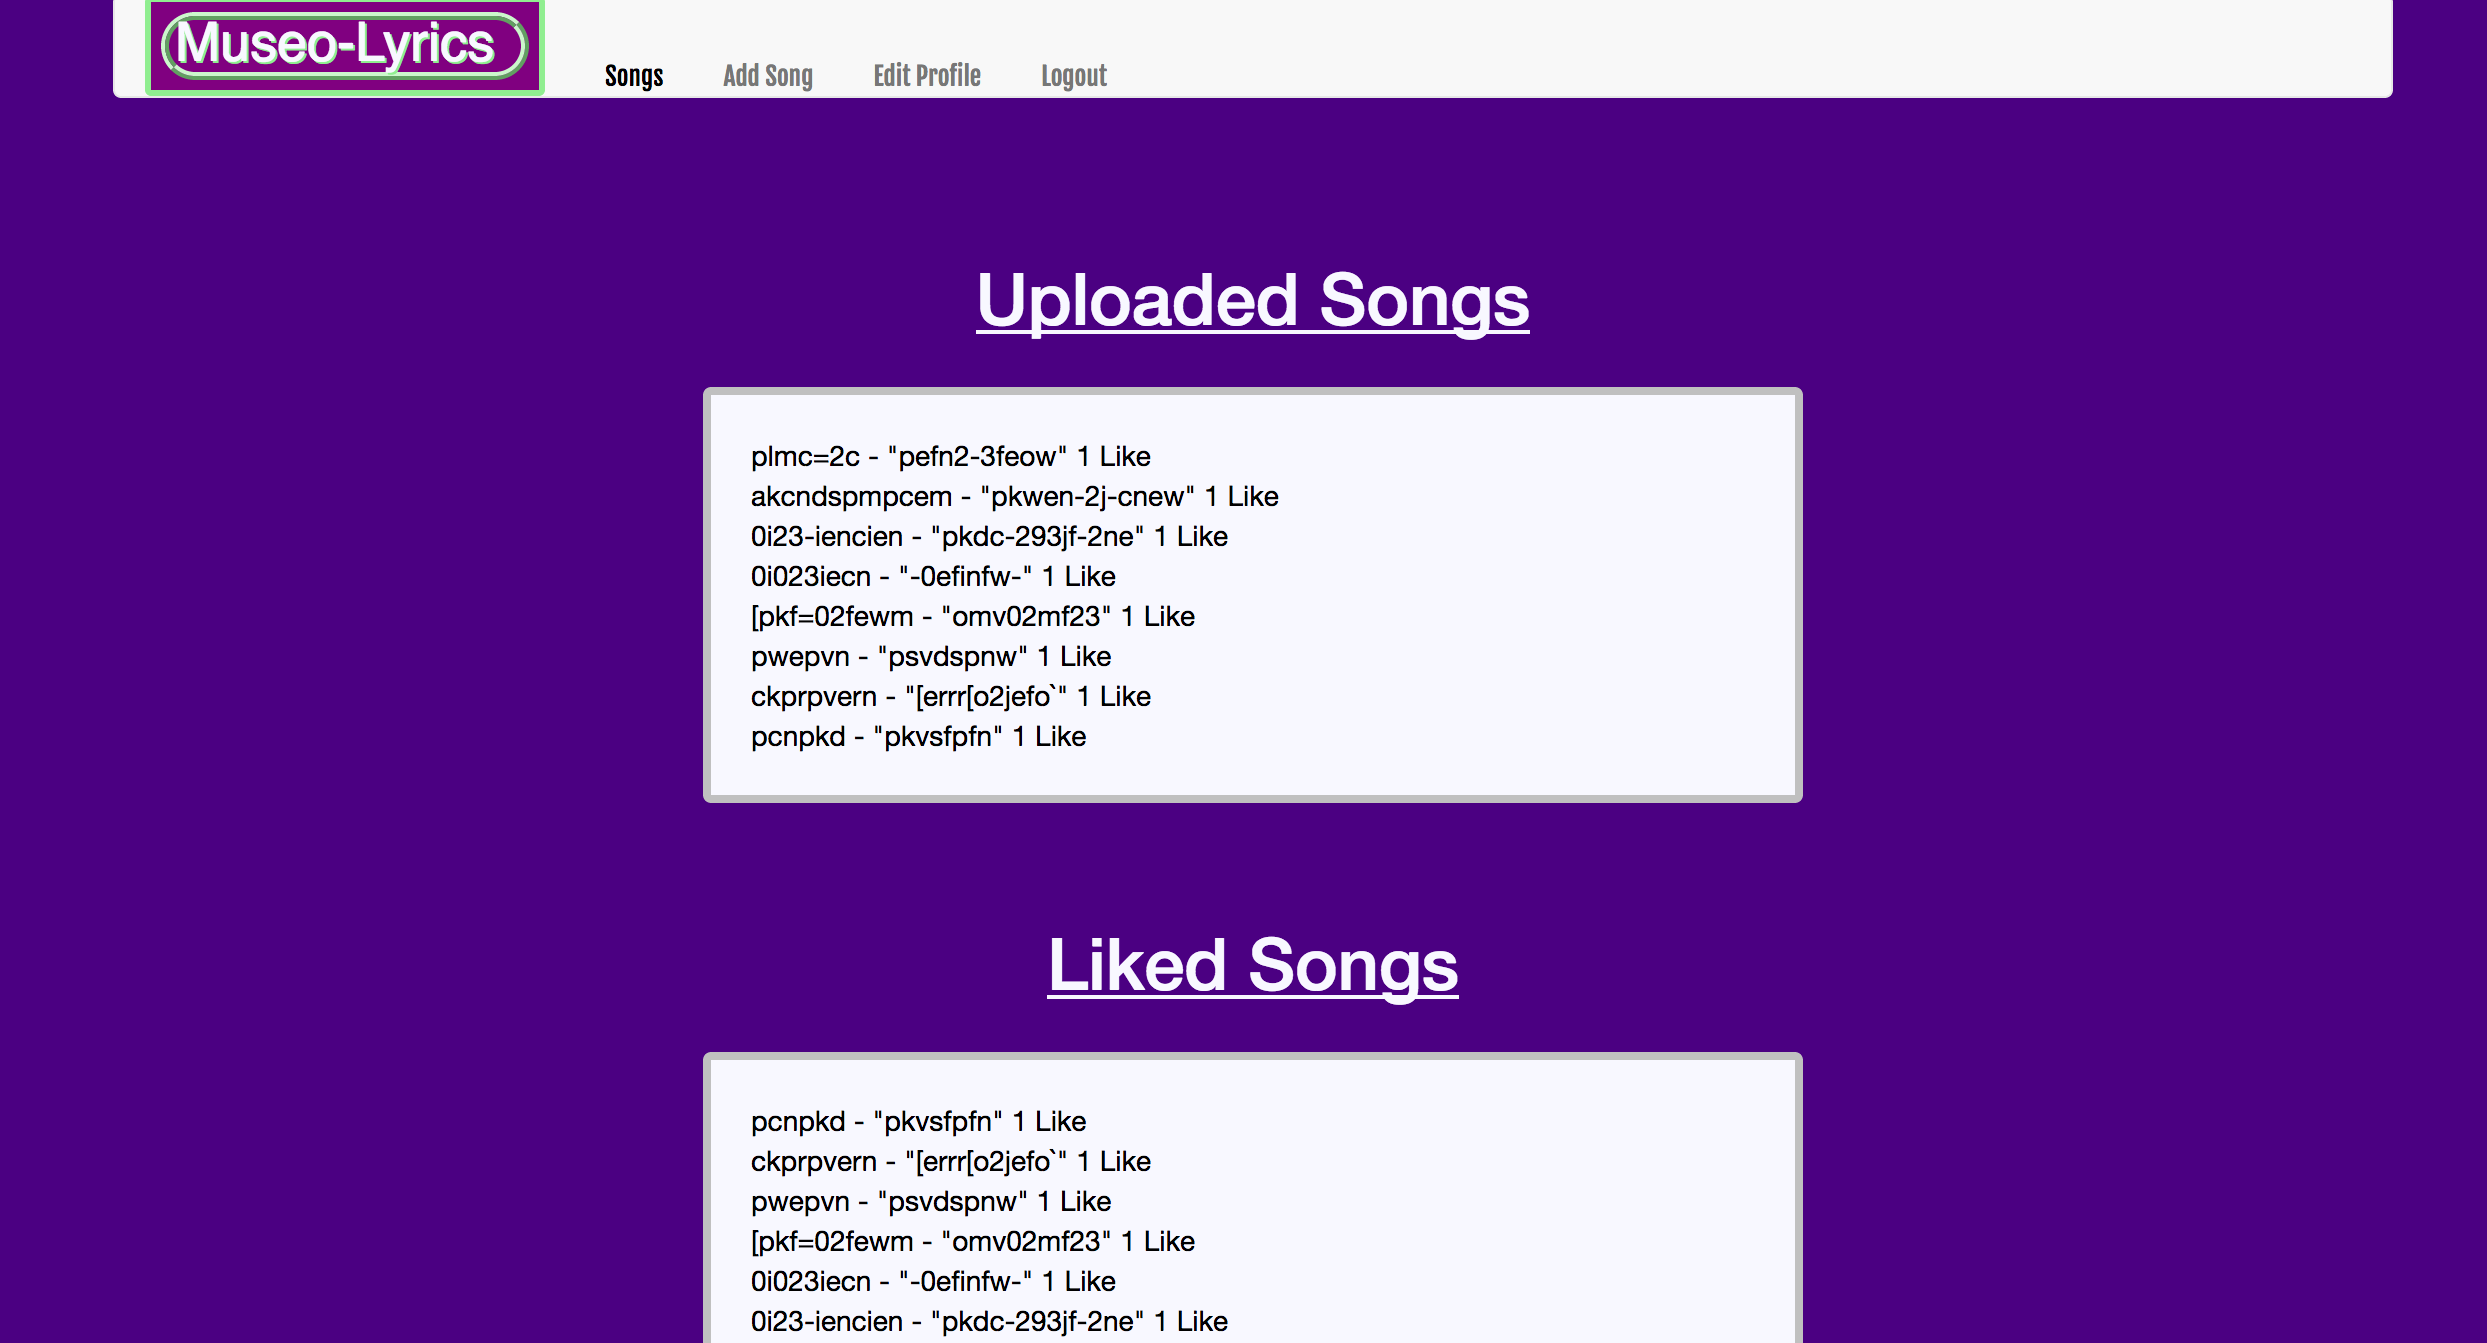 Museo-Lyrics
Songs Add Song Edit Profile Logout
Uploaded Songs
plmc=2c - "pefn2-3feow" 1 Like
akcndspmpcem - "pkwen-2j-cnew" 1 Like
0i23-iencien - "pkdc-293jf-2ne" 1 Like
0i023iecn - "-0efinfw-" 1 Like
[pkf=02fewm - "omv02mf23" 1 Like
pwepvn - "psvdspnw" 1 Like
ckprpvern - "[errr[o2jefo`" 1 Like
pcnpkd - "pkvsfpfn" 1 Like
Liked Songs
pcnpkd - "pkvsfpfn" 1 Like
ckprpvern - "[errr[o2jefo`" 1 Like
pwepvn - "psvdspnw" 1 Like
[pkf=02fewm - "omv02mf23" 1 Like
0i023iecn - "-0efinfw-" 1 Like
0i23-iencien - "pkdc-293jf-2ne" 1 Like